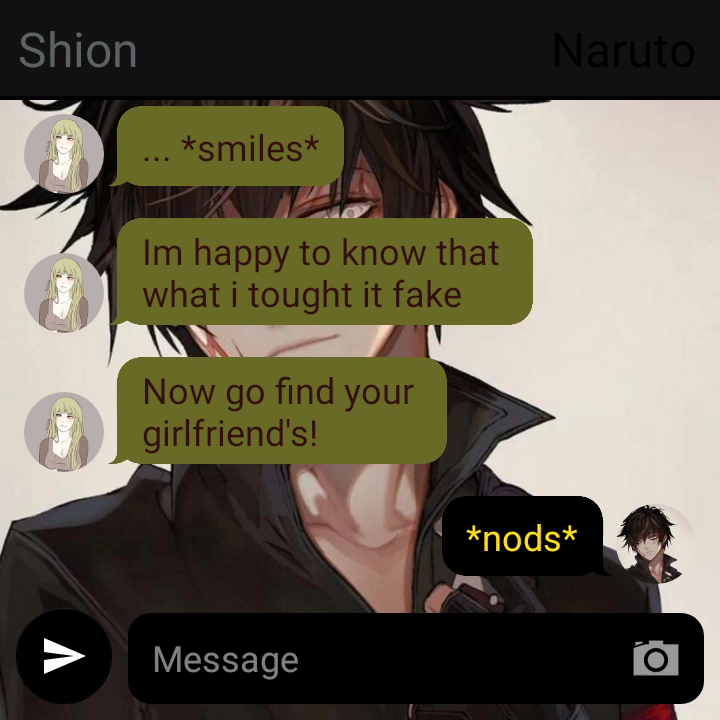 Shion
Naruto
... *smiles*
Im happy to know that
what i tought it fake
Now go find your
girlfriend's!
*nods*
Message